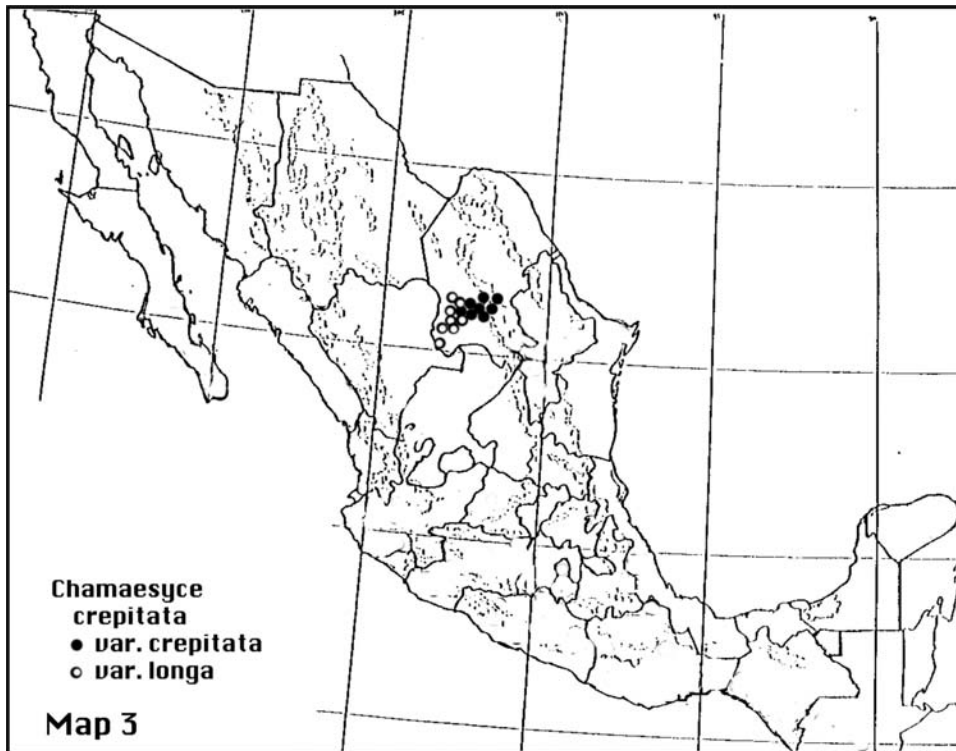 Chamaesyce
crepitata
● var. crepitata
○ var. longa
Map 3